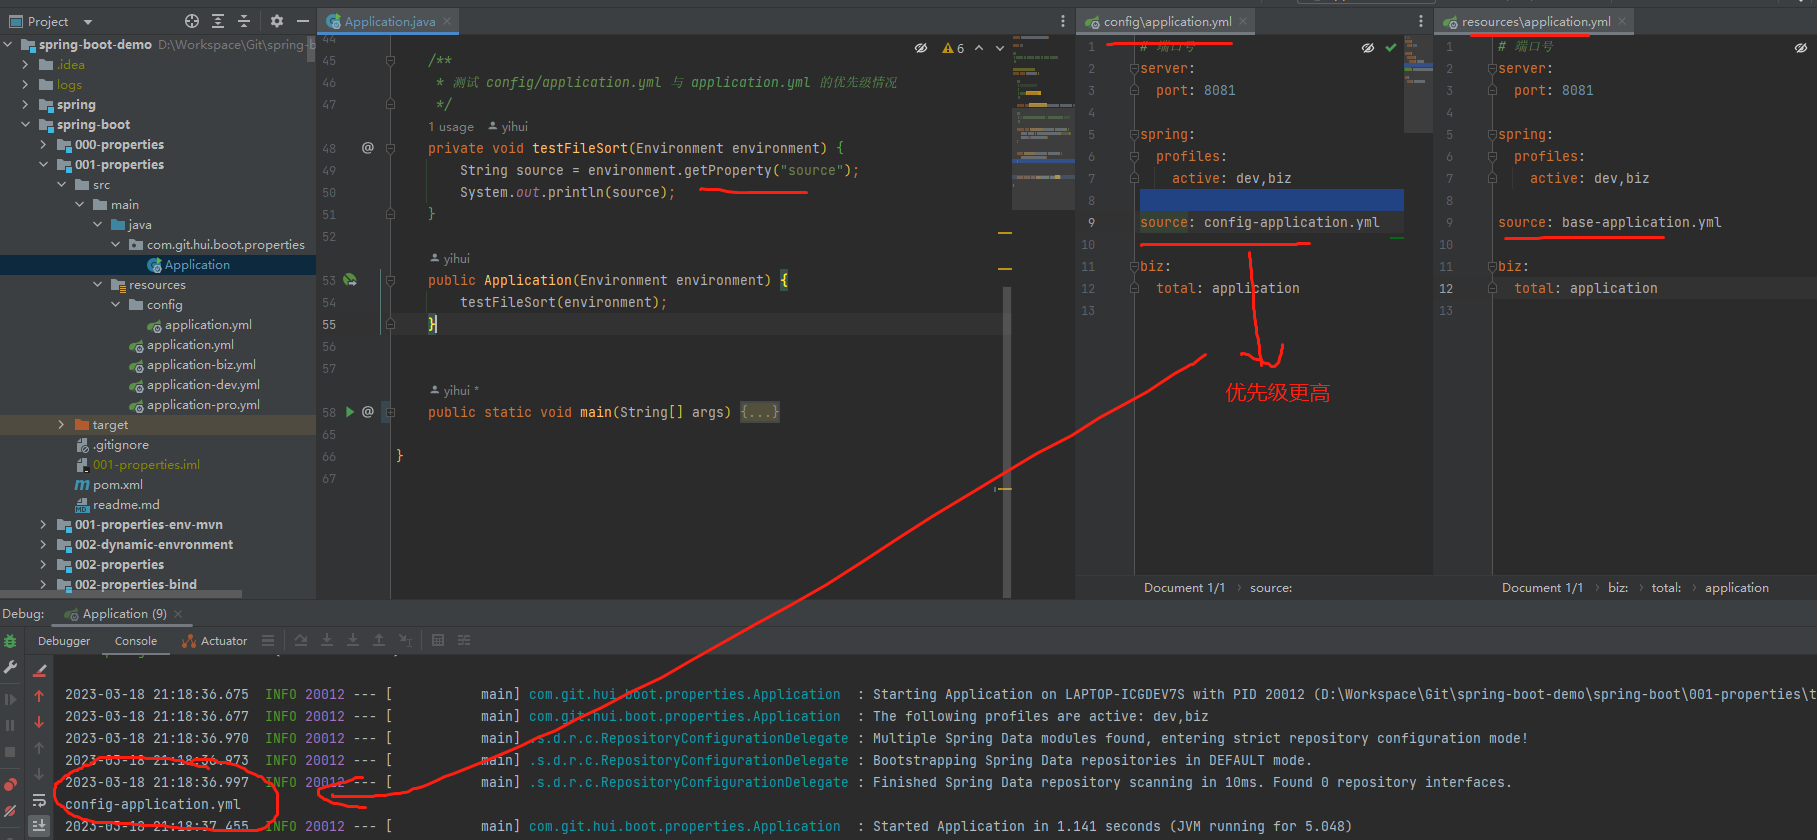 Project
spring-boot-demo D:\Workspace\Git\spring-b
.idea
logs
spring
spring-boot
000-properties
001-properties
src
main
java
com.git.hui.boot.properties
Application
resources
config
application.yml
application.yml
application-biz.yml
application-dev.yml
application-pro.yml
target
.gitignore
001-properties.iml
pom.xml
readme.md
001-properties-env-mvn
002-dynamic-envronment
002-properties
002-properties-bind
Application.java
6
44
45 /**
46 * 测试 config/application.yml 与 application.yml 的优先级情况
47 */
1 usage yihui
48 @ private void testFileSort(Environment environment) {
49 String source = environment.getProperty("source");
50 System.out.println(source);
51 }
52
yihui
53 public Application(Environment environment) {
54 testFileSort(environment);
55 }
56
57
yihui *
58 @ public static void main(String[] args) {...}
65
66 }
67
config\application.yml
1 # 端口号
2 server:
3 port: 8081
4
5 spring:
6 profiles:
7 active: dev,biz
8
9 source: config-application.yml
10
11 biz:
12 total: application
13
优先级更高
Document 1/1 › source:
resources\application.yml
1 # 端口号
2 server:
3 port: 8081
4
5 spring:
6 profiles:
7 active: dev,biz
8
9 source: base-application.yml
10
11 biz:
12 total: application
13
Document 1/1 › biz: › total: › application
Debug: Application (9)
Debugger Console Actuator
2023-03-18 21:18:36.675 INFO 20012 --- [ main] com.git.hui.boot.properties.Application : Starting Application on LAPTOP-ICGDEV7S with PID 20012 (D:\Workspace\Git\spring-boot-demo\spring-boot\001-properties\t
2023-03-18 21:18:36.677 INFO 20012 --- [ main] com.git.hui.boot.properties.Application : The following profiles are active: dev,biz
2023-03-18 21:18:36.970 INFO 20012 --- [ main] .s.d.r.c.RepositoryConfigurationDelegate : Multiple Spring Data modules found, entering strict repository configuration mode!
2023-03-18 21:18:36.973 INFO 20012 --- [ main] .s.d.r.c.RepositoryConfigurationDelegate : Bootstrapping Spring Data repositories in DEFAULT mode.
2023-03-18 21:18:36.997 INFO 20012 --- [ main] .s.d.r.c.RepositoryConfigurationDelegate : Finished Spring Data repository scanning in 10ms. Found 0 repository interfaces.
config-application.yml
2023-03-18 21:18:37.455 INFO 20012 --- [ main] com.git.hui.boot.properties.Application : Started Application in 1.141 seconds (JVM running for 5.048)